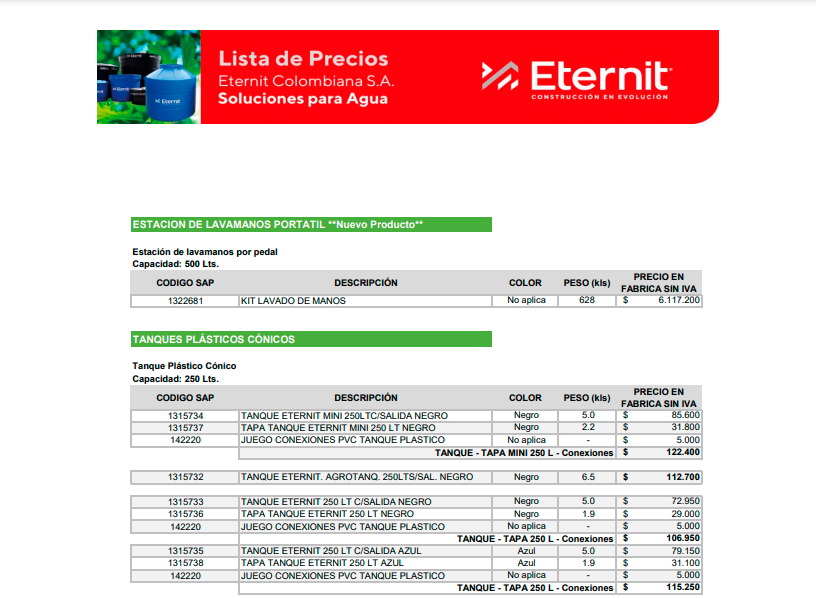 Lista de Precios
Eternit Colombiana S.A.
Soluciones para Agua
Eternit
Eternit
CONSTRUCCIÓN EN EVOLUCIÓN
ESTACION DE LAVAMANOS PORTATIL **Nuevo Producto**
Estación de lavamanos por pedal
Capacidad: 500 Lts.
CODIGO SAP DESCRIPCIÓN COLOR PESO (kls) PRECIO EN FABRICA SIN IVA
1322681 KIT LAVADO DE MANOS No aplica 628 $ 6.117.200
TANQUES PLÁSTICOS CÓNICOS
Tanque Plástico Cónico
Capacidad: 250 Lts.
CODIGO SAP DESCRIPCIÓN COLOR PESO (kls) PRECIO EN FABRICA SIN IVA
1315734 TANQUE ETERNIT MINI 250LTC/SALIDA NEGRO Negro 5.0 $ 85.600
1315737 TAPA TANQUE ETERNIT MINI 250 LT NEGRO Negro 2.2 $ 31.800
142220 JUEGO CONEXIONES PVC TANQUE PLASTICO No aplica - $ 5.000
TANQUE - TAPA MINI 250 L - Conexiones $ 122.400
1315732 TANQUE ETERNIT. AGROTANQ. 250LTS/SAL. NEGRO Negro 6.5 $ 112.700
1315733 TANQUE ETERNIT 250 LT C/SALIDA NEGRO Negro 5.0 $ 72.950
1315736 TAPA TANQUE ETERNIT 250 LT NEGRO Negro 1.9 $ 29.000
142220 JUEGO CONEXIONES PVC TANQUE PLASTICO No aplica - $ 5.000
TANQUE - TAPA 250 L - Conexiones $ 106.950
1315735 TANQUE ETERNIT 250 LT C/SALIDA AZUL Azul 5.0 $ 79.150
1315738 TAPA TANQUE ETERNIT 250 LT AZUL Azul 1.9 $ 31.100
142220 JUEGO CONEXIONES PVC TANQUE PLASTICO No aplica - $ 5.000
TANQUE - TAPA 250 L - Conexiones $ 115.250